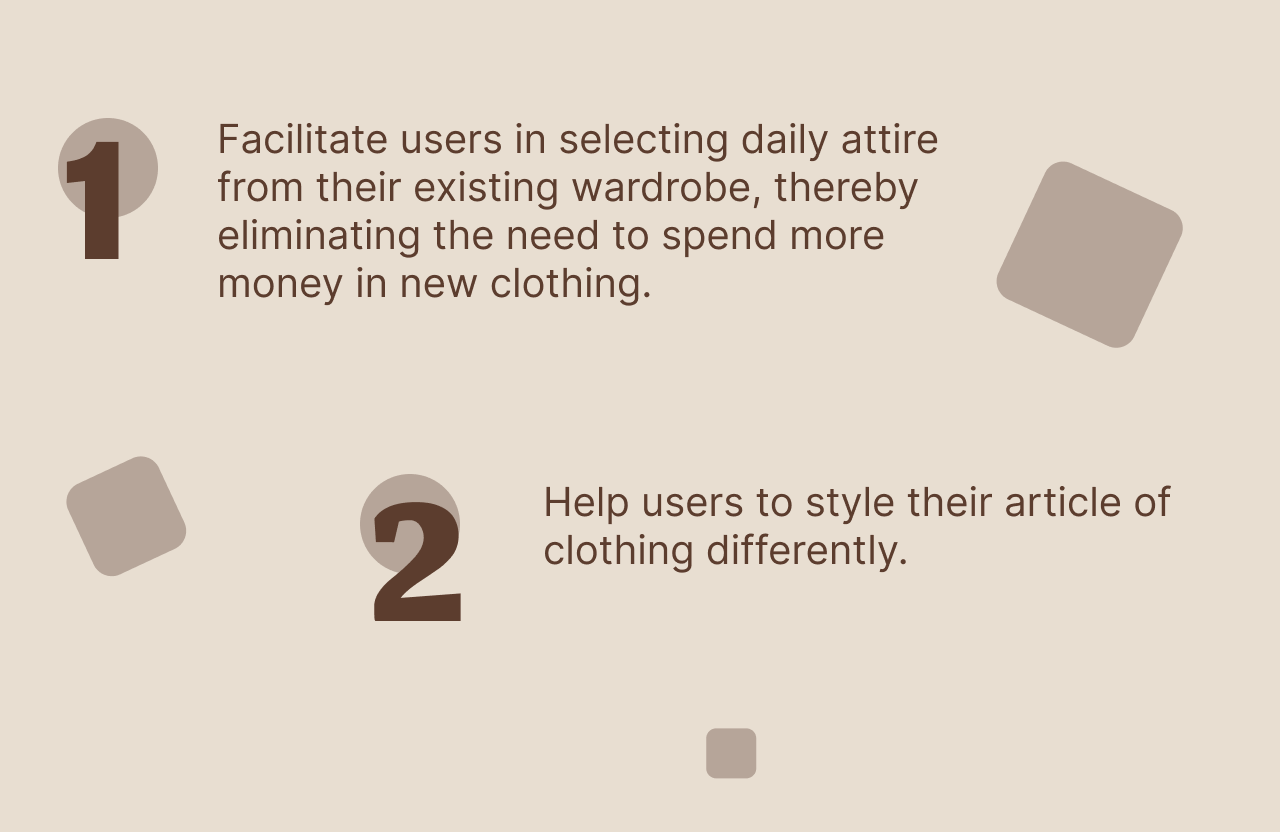 1
Facilitate users in selecting daily attire
from their existing wardrobe, thereby
eliminating the need to spend more
money in new clothing.
2
Help users to style their article of
clothing differently.